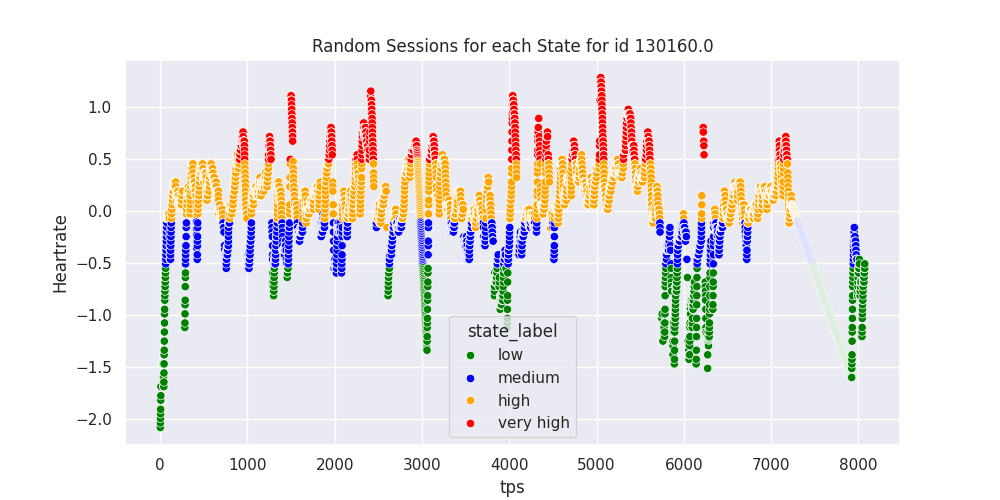 Random Sessions for each State for id 130160.0
Heartrate
1.0
0.5
0.0
−0.5
−1.0
−1.5
−2.0
state_label
low
medium
high
very high
0 1000 2000 3000 4000 5000 6000 7000 8000
tps